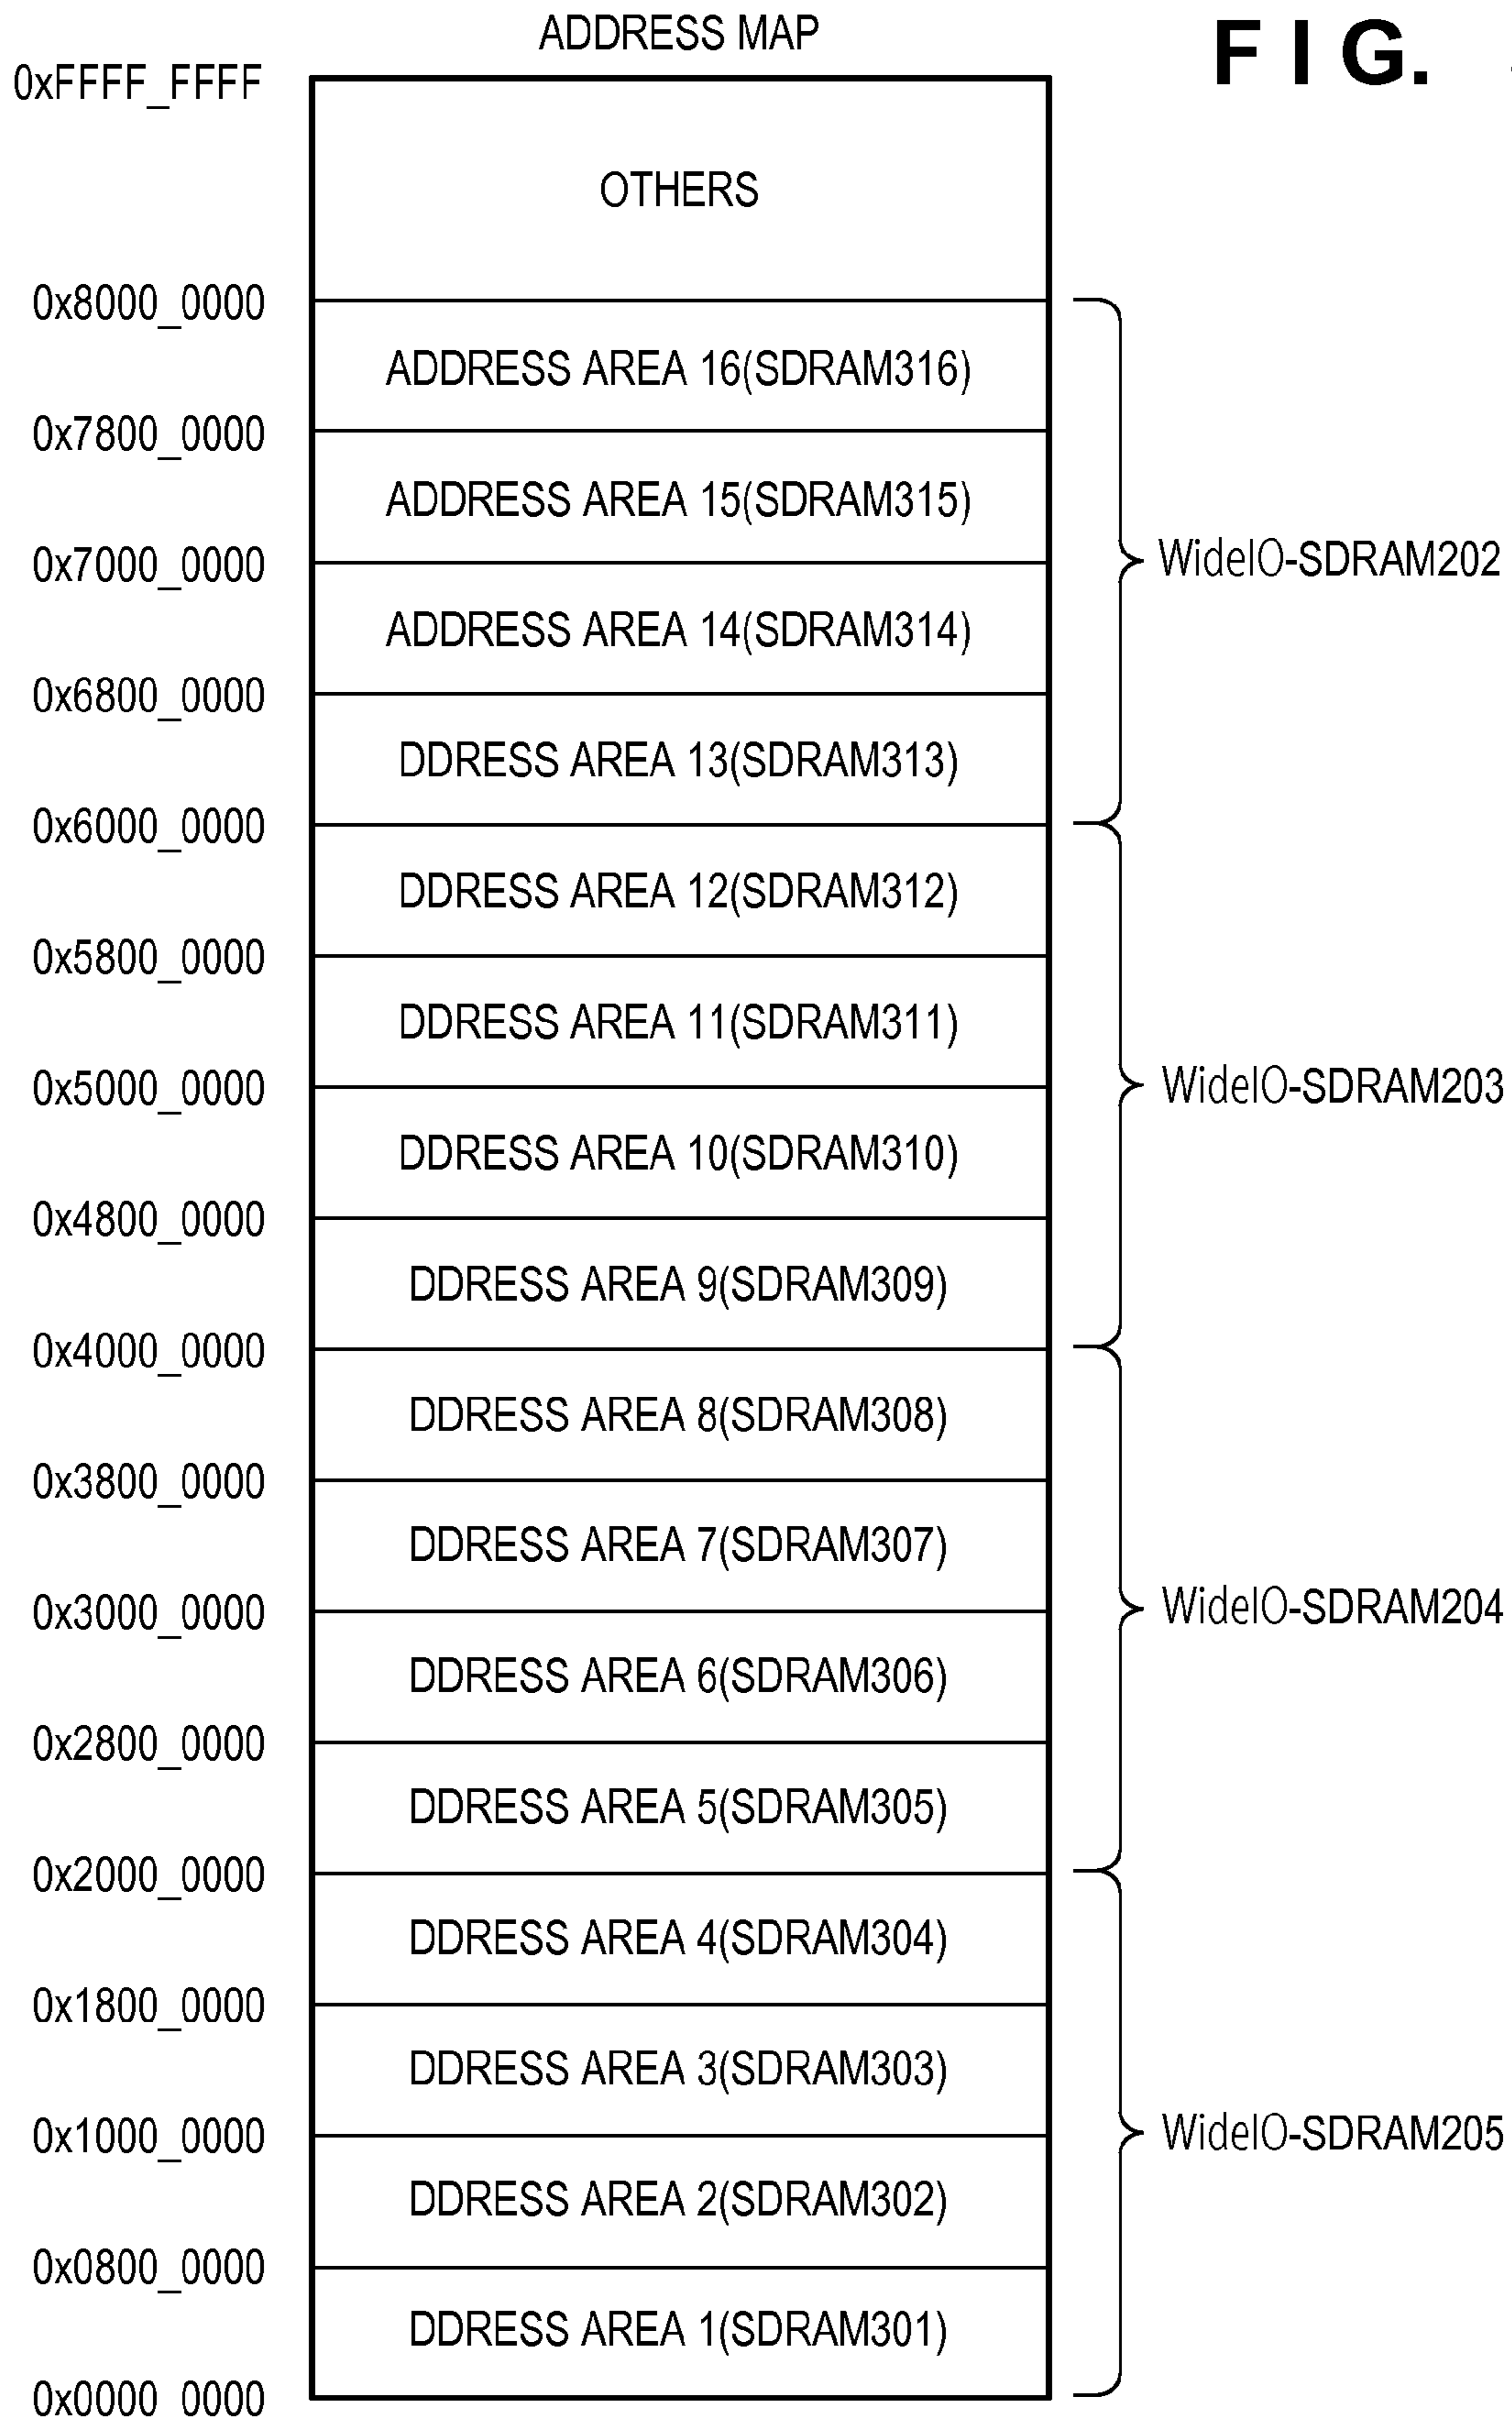 ADDRESS MAP
FIG.
0xFFFF_FFFF
OTHERS
0x8000_0000
ADDRESS AREA 16(SDRAM316)
0x7800_0000
ADDRESS AREA 15(SDRAM315)
0x7000_0000
WideIO-SDRAM202
ADDRESS AREA 14(SDRAM314)
0x6800_0000
DDRESS AREA 13(SDRAM313)
0x6000_0000
DDRESS AREA 12(SDRAM312)
0x5800_0000
DDRESS AREA 11(SDRAM311)
0x5000_0000
WideIO-SDRAM203
DDRESS AREA 10(SDRAM310)
0x4800_0000
DDRESS AREA 9(SDRAM309)
0x4000_0000
DDRESS AREA 8(SDRAM308)
0x3800_0000
DDRESS AREA 7(SDRAM307)
0x3000_0000
WideIO-SDRAM204
DDRESS AREA 6(SDRAM306)
0x2800_0000
DDRESS AREA 5(SDRAM305)
0x2000_0000
DDRESS AREA 4(SDRAM304)
0x1800_0000
DDRESS AREA 3(SDRAM303)
0x1000_0000
WideIO-SDRAM205
DDRESS AREA 2(SDRAM302)
0x0800_0000
DDRESS AREA 1(SDRAM301)
0x0000 0000